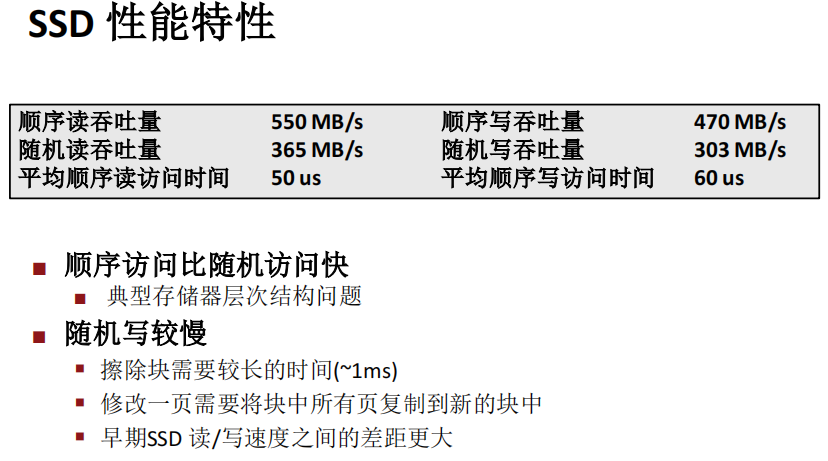 SSD 性能特性
顺序读吞吐量 550 MB/s 顺序写吞吐量 470 MB/s
随机读吞吐量 365 MB/s 随机写吞吐量 303 MB/s
平均顺序读访问时间 50 us 平均顺序写访问时间 60 us
顺序访问比随机访问快
典型存储器层次结构问题
随机写较慢
擦除块需要较长的时间(~1ms)
修改一页需要将块中所有页复制到新的块中
早期SSD 读/写速度之间的差距更大